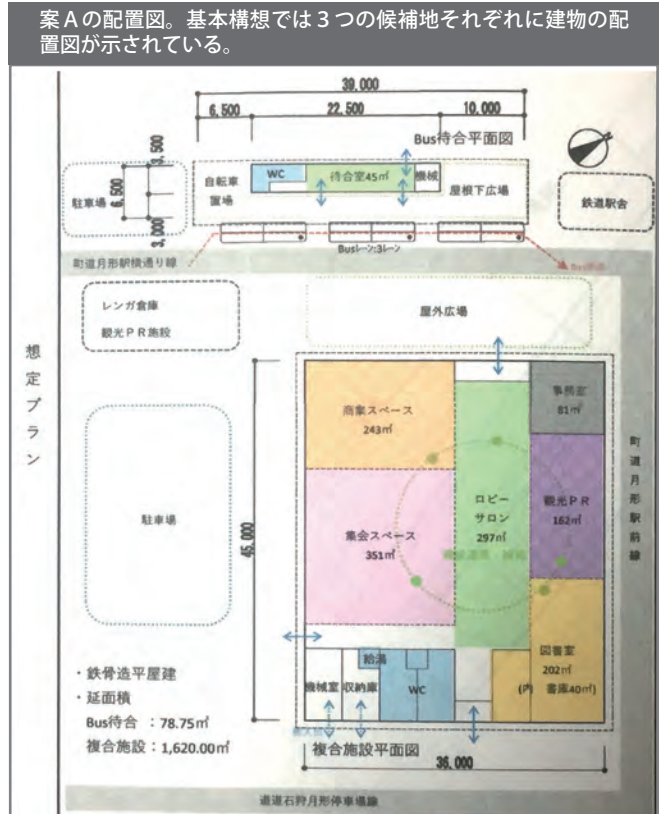 案Aの配置図。基本構想では3つの候補地それぞれに建物の配
置図が示されている。
39.000
6,500
22.500
10.000
Bus待合平面図
3,500
6,500
3,000
駐車場
自転車
置場
WC
待合室45㎡
機械
屋根下広場
鉄道駅舎
Busレーン:3レーン
町道月形駅横通り線
レンガ倉庫
観光PR施設
屋外広場
想定プラン
駐車場
45.000
商業スペース
243㎡
事務室
81㎡
集会スペース
351㎡
ロビー
サロン
297㎡
観光PR
162㎡
町道月形駅前線
図書室
202㎡
(内 書庫40㎡)
給湯
機械室
収納庫
WC
・鉄骨造平屋建
・延面積
Bus待合 :78.75㎡
複合施設:1,620.00㎡
複合施設平面図
36.000
道道石狩月形停車場線